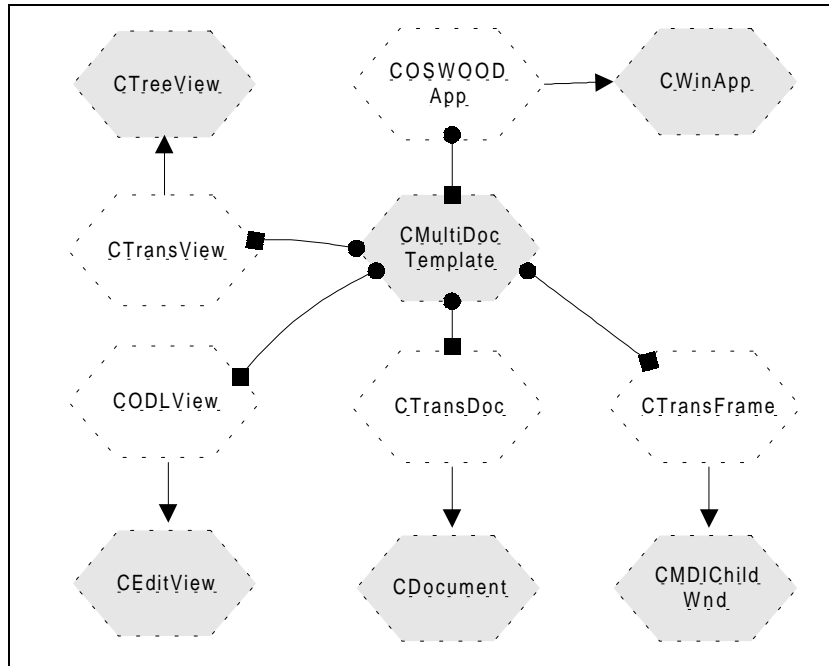 CTreeView
COSWOOD
App
CWinApp
CTransView
CMultiDoc
Template
CODLView
CTransDoc
CTransFrame
CEditView
CDocument
CMDIChild
Wnd